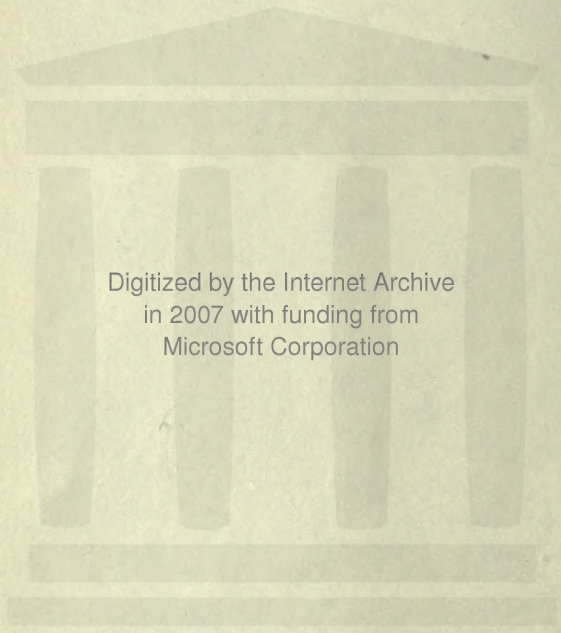 Digitized by the Internet Archive
in 2007 with funding from
Microsoft Corporation